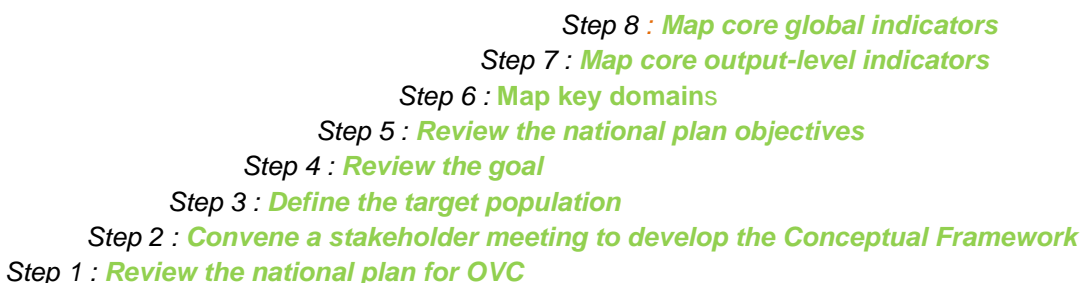 Step 8 : Map core global indicators
Step 7 : Map core output-level indicators
Step 6 : Map key domains
Step 5 : Review the national plan objectives
Step 4 : Review the goal
Step 3 : Define the target population
Step 2 : Convene a stakeholder meeting to develop the Conceptual Framework
Step 1 : Review the national plan for OVC